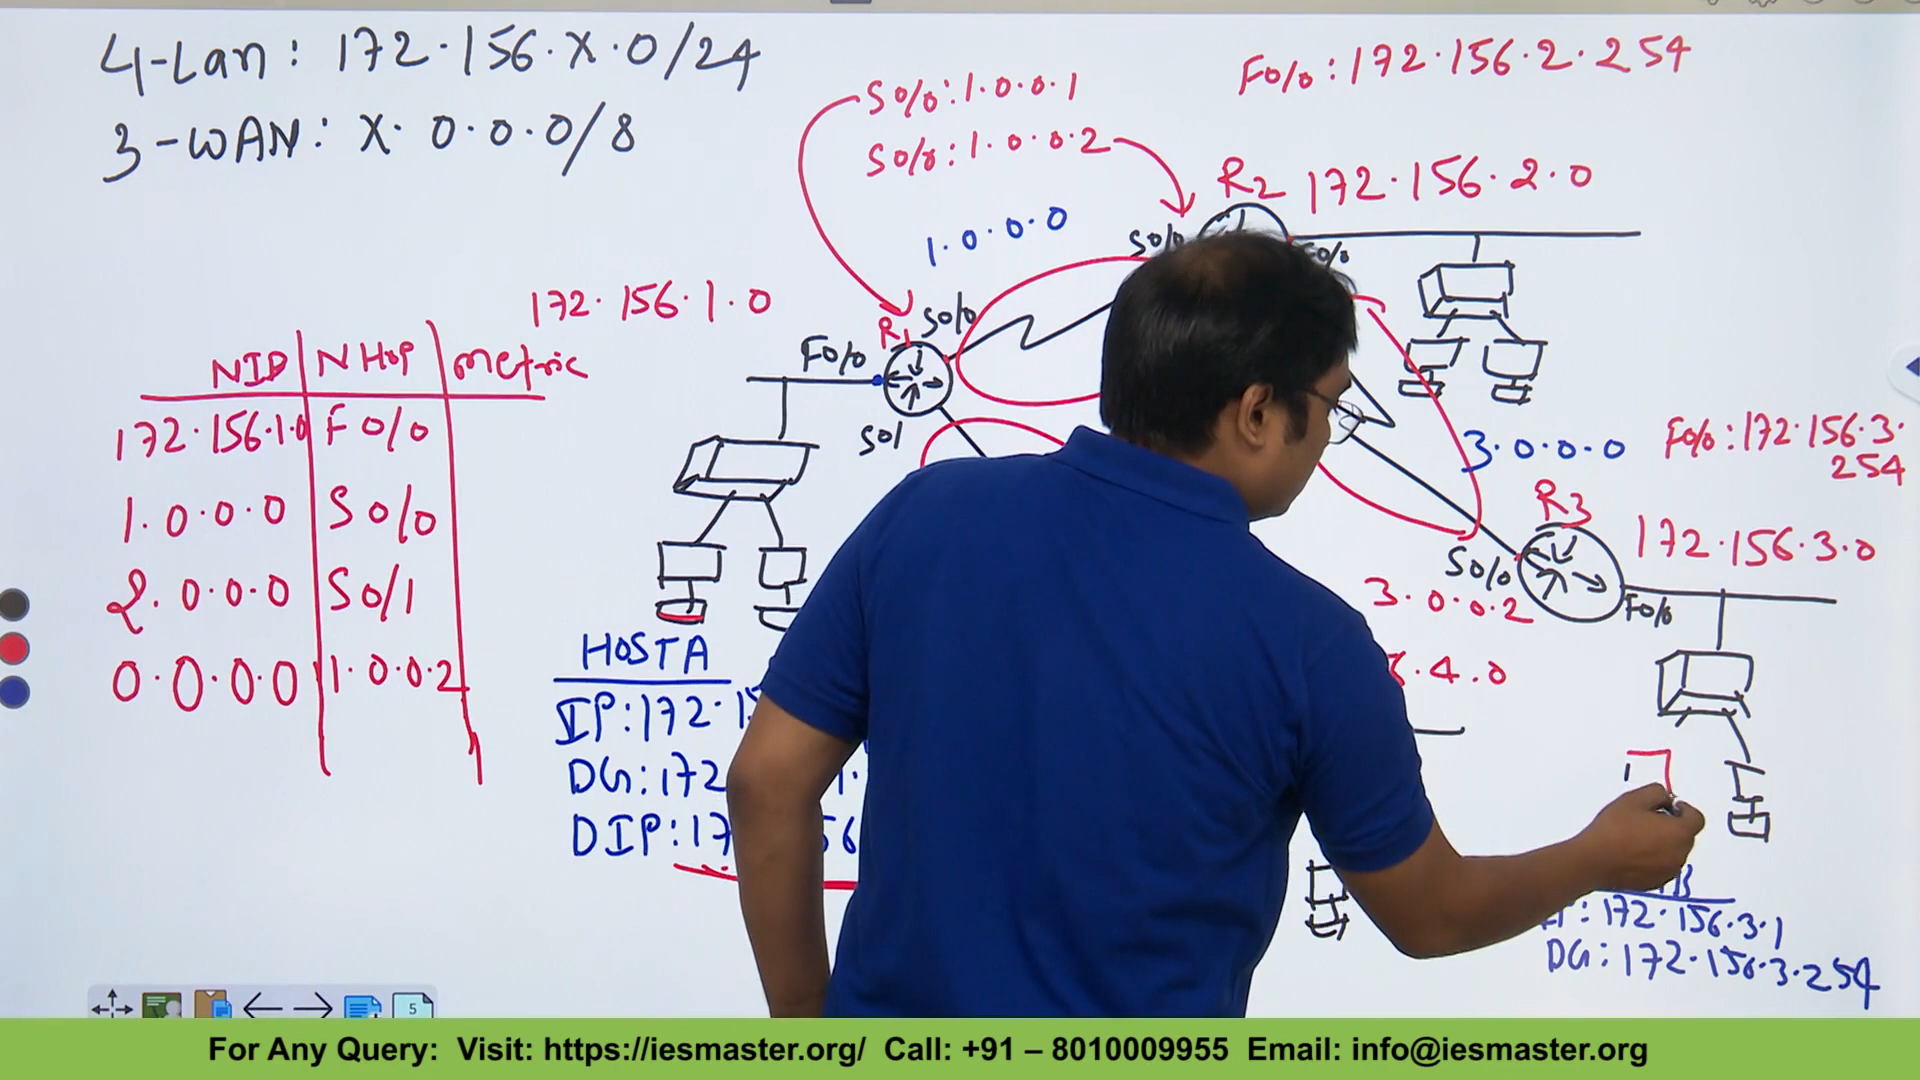 4-Lan: 172.156.X.0/24
3-WAN: X.0.0.0/8
S0/0:1.0.0.1
S0/0:1.0.0.2
F0/0:172.156.2.254
R2 172.156.2.0
1.0.0.0
S0/0
F0/0
172.156.1.0
R1
S0/0
F0/0
S0/1
NID NHop metric
172.156.1.0 F0/0
1.0.0.0 S0/0
2.0.0.0 S0/1
0.0.0.0 1.0.0.2
3.0.0.0
F0/0:172.156.3.
254
R3
172.156.3.0
S0/0
3.0.0.2
F0/0
.4.0
HOSTA
IP:172.15
DG:172
DIP:17 56
B
: 172.156.3.1
DG:172.156.3.254
5
For Any Query: Visit: https://iesmaster.org/ Call: +91 – 8010009955 Email: info@iesmaster.org